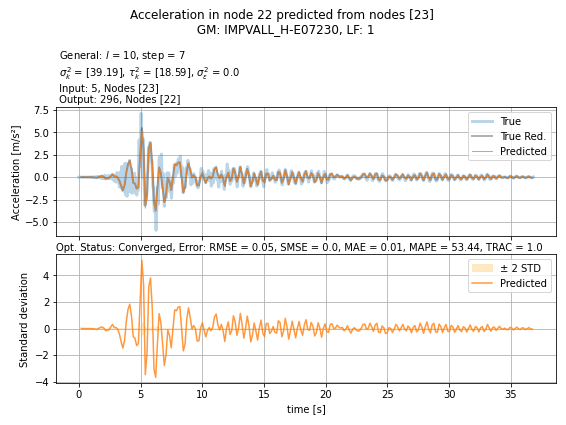 Acceleration in node 22 predicted from nodes [23]
GM: IMPVALL_H-E07230, LF: 1
General: l = 10, step = 7
σ²ₖ = [39.19], τ²ₖ = [18.59], σ²ε = 0.0
Input: 5, Nodes [23]
Output: 296, Nodes [22]
Acceleration [m/s²]
7.5
5.0
2.5
0.0
−2.5
−5.0
True
True Red.
Predicted
Opt. Status: Converged, Error: RMSE = 0.05, SMSE = 0.0, MAE = 0.01, MAPE = 53.44, TRAC = 1.0
Standard deviation
4
2
0
−2
−4
± 2 STD
Predicted
0 5 10 15 20 25 30 35
time [s]